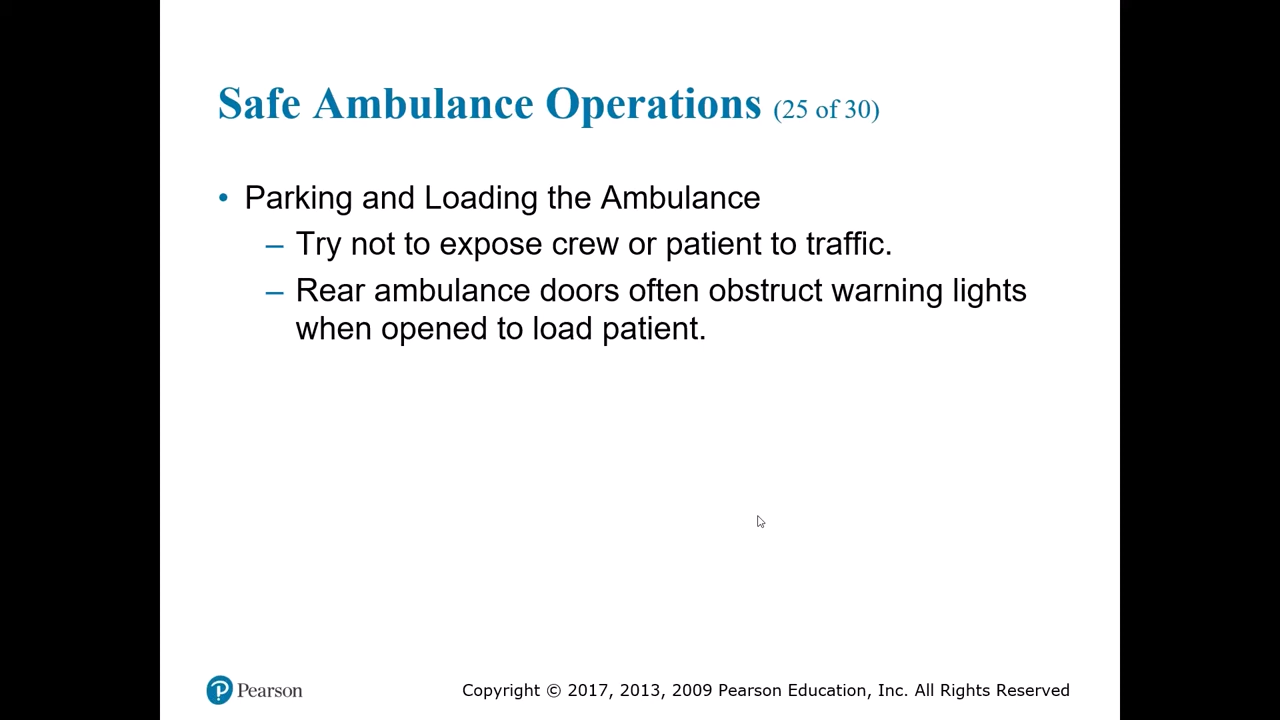 Safe Ambulance Operations (25 of 30)
• Parking and Loading the Ambulance
– Try not to expose crew or patient to traffic.
– Rear ambulance doors often obstruct warning lights
when opened to load patient.
Pearson
Copyright © 2017, 2013, 2009 Pearson Education, Inc. All Rights Reserved